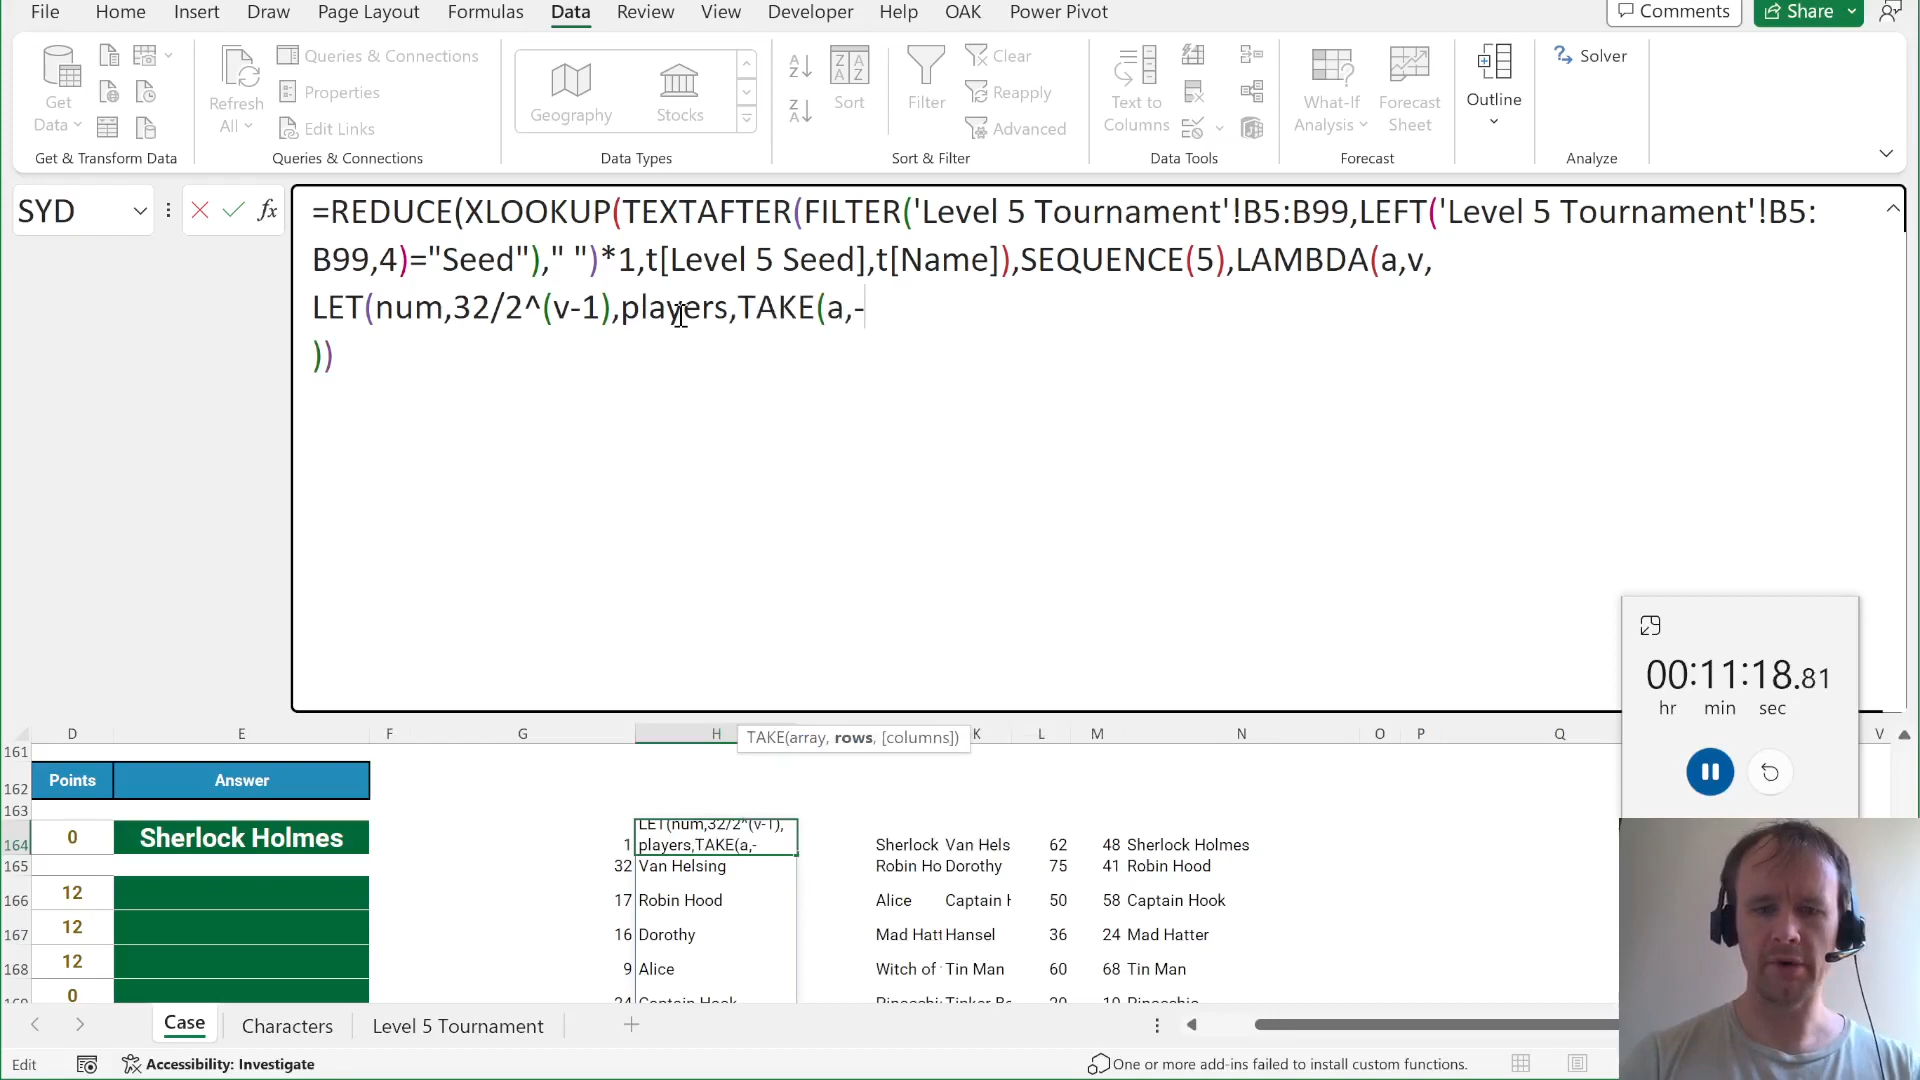 File Home Insert Draw Page Layout Formulas Data Review View Developer Help OAK Power Pivot Comments Share
Get Data
Refresh All
Queries & Connections
Properties
Edit Links
Geography
Stocks
Sort
Filter
Clear
Reapply
Advanced
Text to Columns
What-If Analysis
Forecast Sheet
Outline
Solver
Get & Transform Data Queries & Connections Data Types Sort & Filter Data Tools Forecast Analyze
SYD
fx
=REDUCE(XLOOKUP(TEXTAFTER(FILTER('Level 5 Tournament'!B5:B99,LEFT('Level 5 Tournament'!B5:
B99,4)="Seed")," ")*1,t[Level 5 Seed],t[Name]),SEQUENCE(5),LAMBDA(a,v,
LET(num,32/2^(v-1),players,TAKE(a,-
))
00:11:18.81
hr min sec
TAKE(array, rows, [columns])
D E F G H K L M N O P Q V
161
162 Points Answer
163
LET(num,32/2^(v-1),
164 0 Sherlock Holmes 1 players,TAKE(a,- Sherlock Van Hels 62 48 Sherlock Holmes
165 32 Van Helsing Robin Ho Dorothy 75 41 Robin Hood
166 12 17 Robin Hood Alice Captain H 50 58 Captain Hook
167 12 16 Dorothy Mad Hatt Hansel 36 24 Mad Hatter
168 12 9 Alice Witch of Tin Man 60 68 Tin Man
0 24 Captain Hook
Case Characters Level 5 Tournament
Edit Accessibility: Investigate One or more add-ins failed to install custom functions.